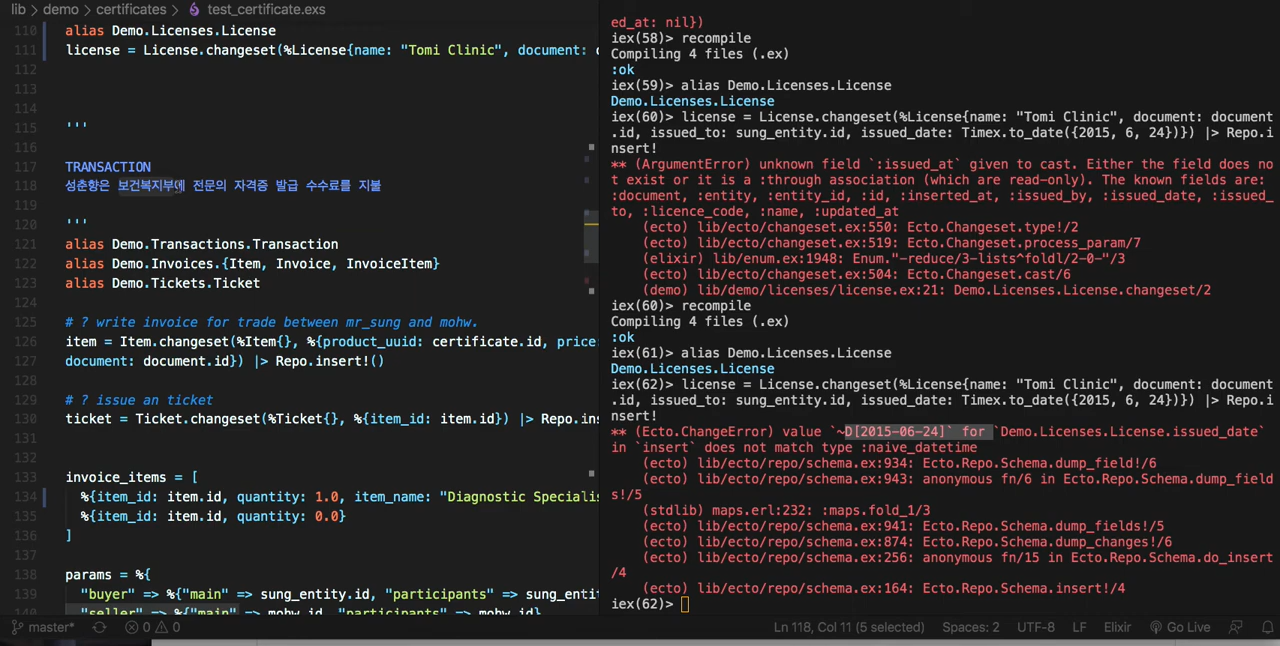 lib > demo > certificates > test_certificate.exs
110 alias Demo.Licenses.License
111 license = License.changeset(%License{name: "Tomi Clinic", document:
112
113
114
115 '''
116
117 TRANSACTION
118 성춘향은 보건복지부에 전문의 자격증 발급 수수료를 지불
119
120 '''
121 alias Demo.Transactions.Transaction
122 alias Demo.Invoices.{Item, Invoice, InvoiceItem}
123 alias Demo.Tickets.Ticket
124
125 # ? write invoice for trade between mr_sung and mohw.
126 item = Item.changeset(%Item{}, %{product_uuid: certificate.id, price:
127 document: document.id}) |> Repo.insert!()
128
129 # ? issue an ticket
130 ticket = Ticket.changeset(%Ticket{}, %{item_id: item.id}) |> Repo.ins
131
132
133 invoice_items = [
134 %{item_id: item.id, quantity: 1.0, item_name: "Diagnostic Specialis
135 %{item_id: item.id, quantity: 0.0}
136 ]
137
138 params = %{
139 "buyer" => %{"main" => sung_entity.id, "participants" => sung_entit
140 "seller" => %{"main" => mohw.id, "participants" => mohw.id}
ed_at: nil})
iex(58)> recompile
Compiling 4 files (.ex)
:ok
iex(59)> alias Demo.Licenses.License
Demo.Licenses.License
iex(60)> license = License.changeset(%License{name: "Tomi Clinic", document: document
.id, issued_to: sung_entity.id, issued_date: Timex.to_date({2015, 6, 24})}) |> Repo.i
nsert!
** (ArgumentError) unknown field `:issued_at` given to cast. Either the field does no
t exist or it is a :through association (which are read-only). The known fields are:
:document, :entity, :entity_id, :id, :inserted_at, :issued_by, :issued_date, :issued_
to, :licence_code, :name, :updated_at
(ecto) lib/ecto/changeset.ex:550: Ecto.Changeset.type!/2
(ecto) lib/ecto/changeset.ex:519: Ecto.Changeset.process_param/7
(elixir) lib/enum.ex:1948: Enum."-reduce/3-lists^foldl/2-0-"/3
(ecto) lib/ecto/changeset.ex:504: Ecto.Changeset.cast/6
(demo) lib/demo/licenses/license.ex:21: Demo.Licenses.License.changeset/2
iex(60)> recompile
Compiling 4 files (.ex)
:ok
iex(61)> alias Demo.Licenses.License
Demo.Licenses.License
iex(62)> license = License.changeset(%License{name: "Tomi Clinic", document: document
.id, issued_to: sung_entity.id, issued_date: Timex.to_date({2015, 6, 24})}) |> Repo.i
nsert!
** (Ecto.ChangeError) value `~D[2015-06-24]` for `Demo.Licenses.License.issued_date`
in `insert` does not match type :naive_datetime
(ecto) lib/ecto/repo/schema.ex:934: Ecto.Repo.Schema.dump_field!/6
(ecto) lib/ecto/repo/schema.ex:943: anonymous fn/6 in Ecto.Repo.Schema.dump_field
s!/5
(stdlib) maps.erl:232: :maps.fold_1/3
(ecto) lib/ecto/repo/schema.ex:941: Ecto.Repo.Schema.dump_fields!/5
(ecto) lib/ecto/repo/schema.ex:874: Ecto.Repo.Schema.dump_changes!/6
(ecto) lib/ecto/repo/schema.ex:256: anonymous fn/15 in Ecto.Repo.Schema.do_insert
/4
(ecto) lib/ecto/repo/schema.ex:164: Ecto.Repo.Schema.insert!/4
iex(62)>
master* 0 0 Ln 118, Col 11 (5 selected) Spaces: 2 UTF-8 LF Elixir Go Live